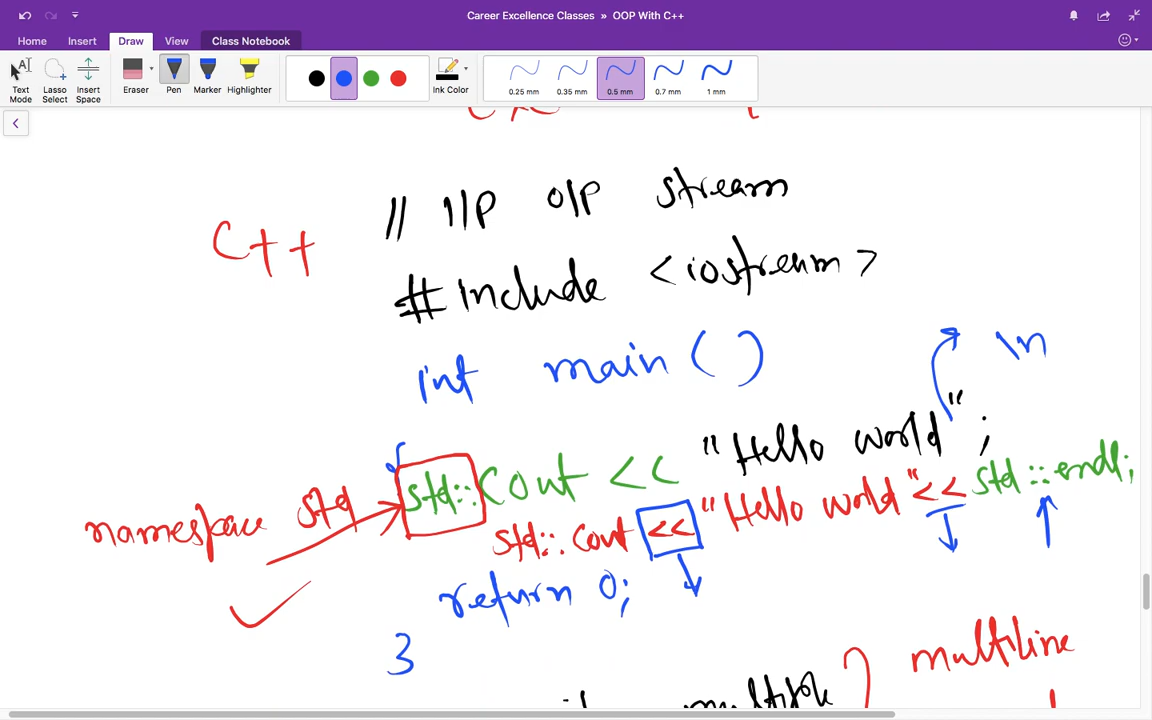 Career Excellence Classes » OOP With C++
Home Insert Draw View Class Notebook
Text Mode Lasso Select Insert Space Eraser Pen Marker Highlighter Ink Color 0.25 mm 0.35 mm 0.5 mm 0.7 mm 1 mm
// I/P O/P stream
C++
#include <iostream>
int main ( )
\n
"Hello world" ;
std::Cout <<
namespace std
std::cout << "Hello world" << std::endl;
return 0;
}
multiline
multiple